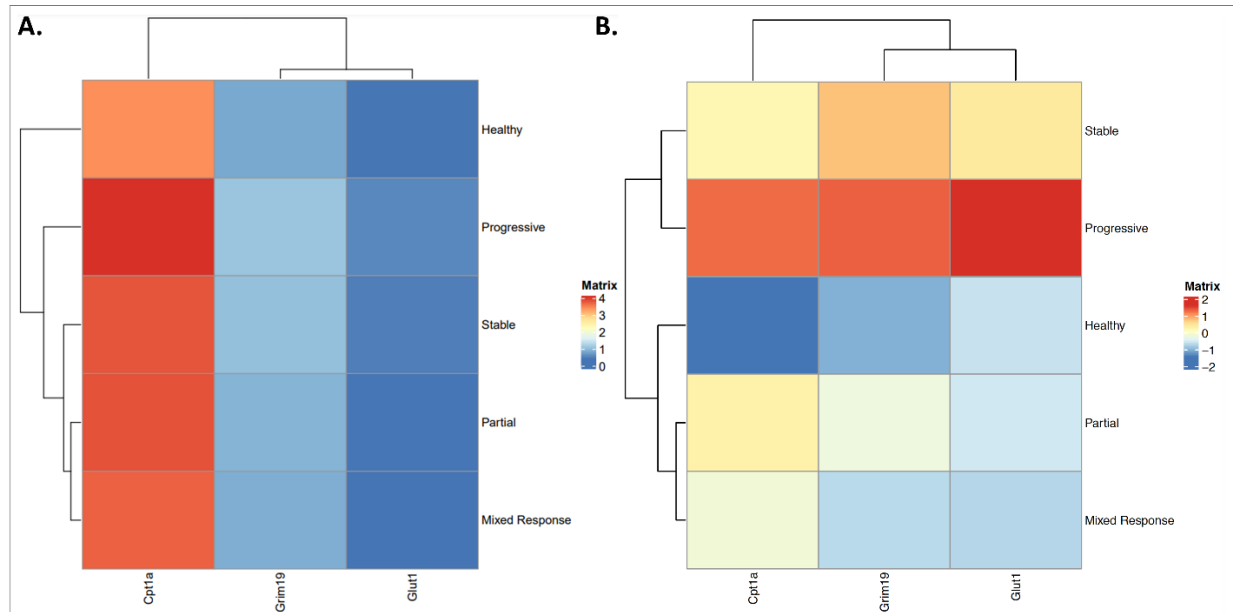 A.
Healthy
Progressive
Stable
Partial
Mixed Response
Matrix
4
3
2
1
0
Cpt1a
Grim19
Glut1
B.
Stable
Progressive
Healthy
Partial
Mixed Response
Matrix
2
1
0
−1
−2
Cpt1a
Grim19
Glut1